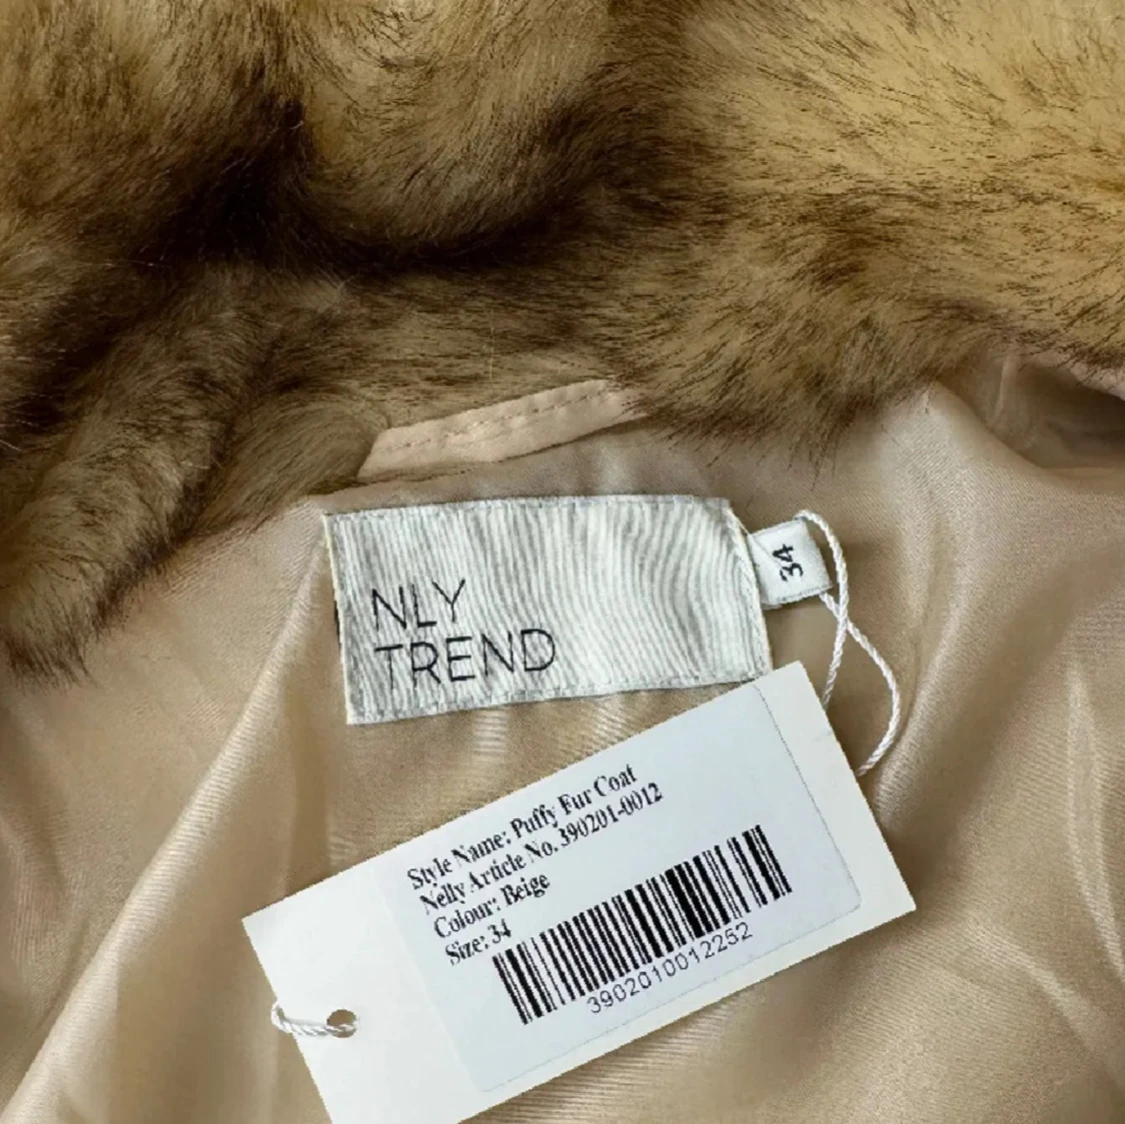 NLY
TREND
34
Style Name: Puffy Fur Coat
Nelly Article No. 390201-0012
Colour: Beige
Size: 34
3902010012252